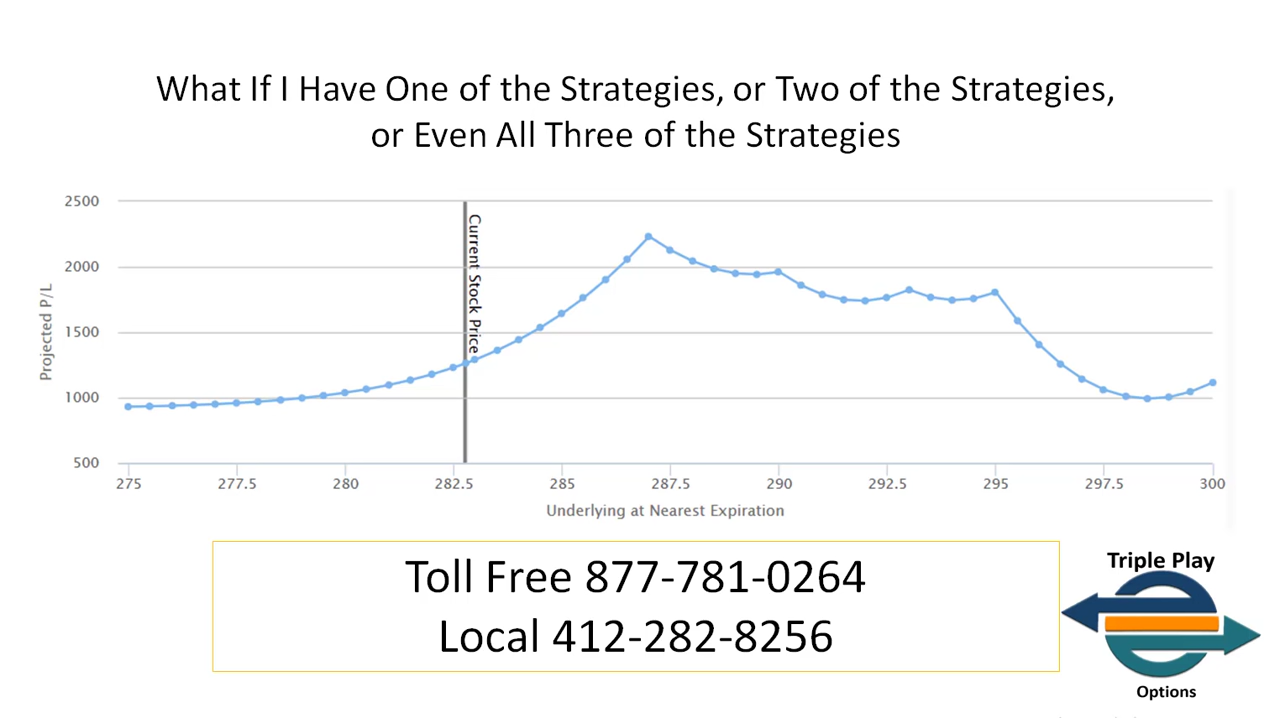 What If I Have One of the Strategies, or Two of the Strategies,
or Even All Three of the Strategies
2500
2000
1500
1000
500
Projected P/L
Current Stock Price
275
277.5
280
282.5
285
287.5
290
292.5
295
297.5
300
Underlying at Nearest Expiration
Toll Free 877-781-0264
Local 412-282-8256
Triple Play
Options